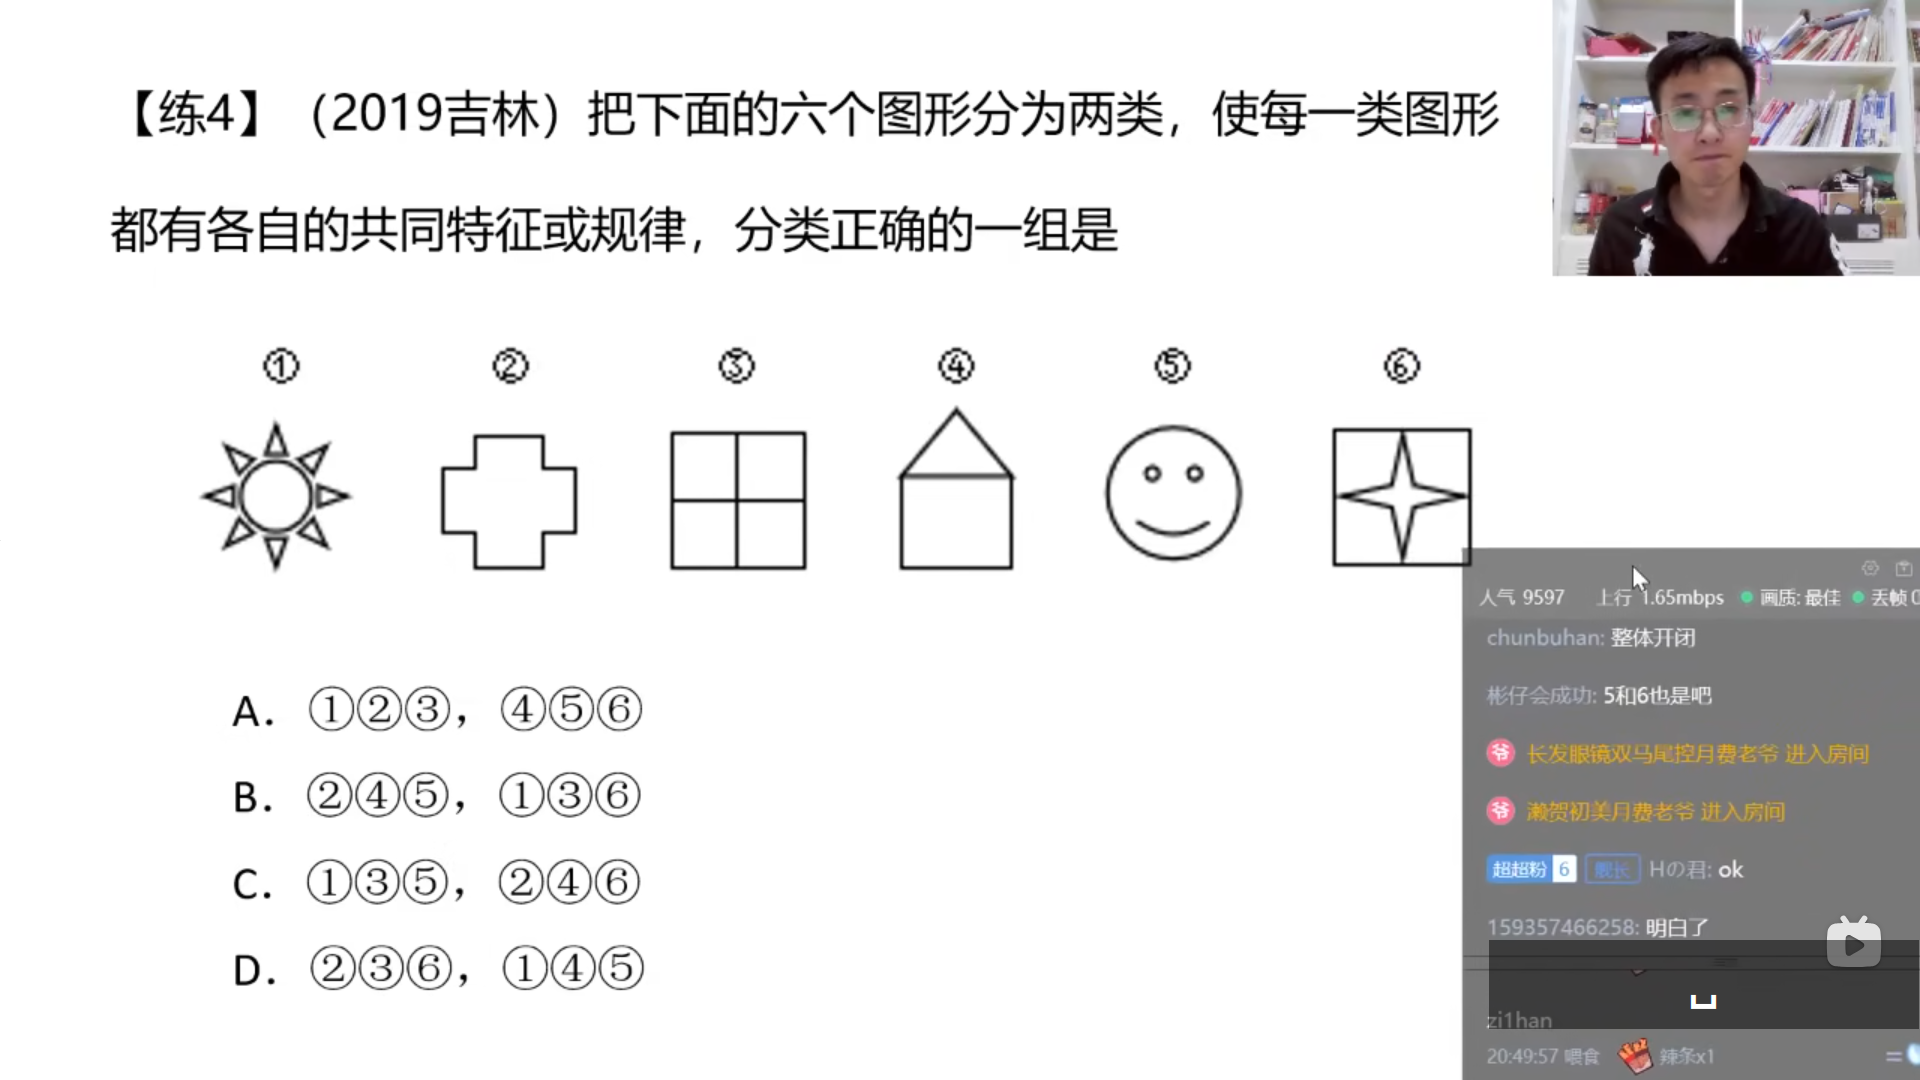 【练4】（2019吉林）把下面的六个图形分为两类，使每一类图形
都有各自的共同特征或规律，分类正确的一组是
① ② ③ ④ ⑤ ⑥
A. ①②③，④⑤⑥
B. ②④⑤，①③⑥
C. ①③⑤，②④⑥
D. ②③⑥，①④⑤
人气 9597 上行 1.65mbps 画质: 最佳 丢帧0
chunbuhan: 整体开闭
彬仔会成功: 5和6也是吧
爷 长发眼镜双马尾控月费老爷 进入房间
爷 濑贺初美月费老爷 进入房间
超超粉 6 舰长 Hの君: ok
159357466258: 明白了
zi1han
20:49:57 喂食 辣条x1